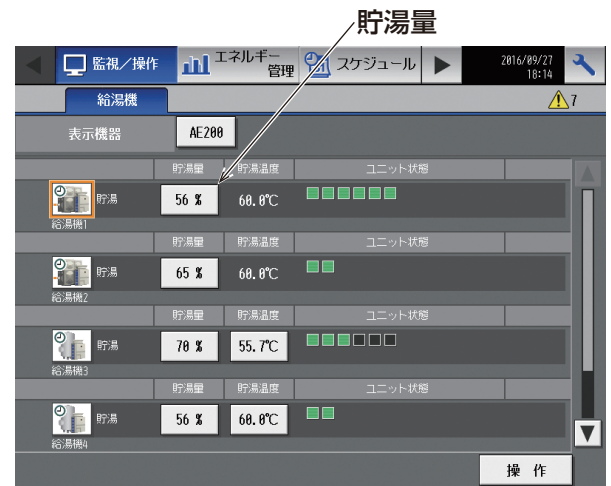 貯湯量
監視／操作 エネルギー管理 スケジュール 2016/09/27 18:14
給湯機 7
表示機器 AE200
貯湯量 貯湯温度 ユニット状態
貯湯 56 % 60.0℃
給湯機1
貯湯量 貯湯温度 ユニット状態
貯湯 65 % 60.0℃
給湯機2
貯湯量 貯湯温度 ユニット状態
貯湯 70 % 55.7℃
給湯機3
貯湯量 貯湯温度 ユニット状態
貯湯 56 % 60.0℃
給湯機4
操 作